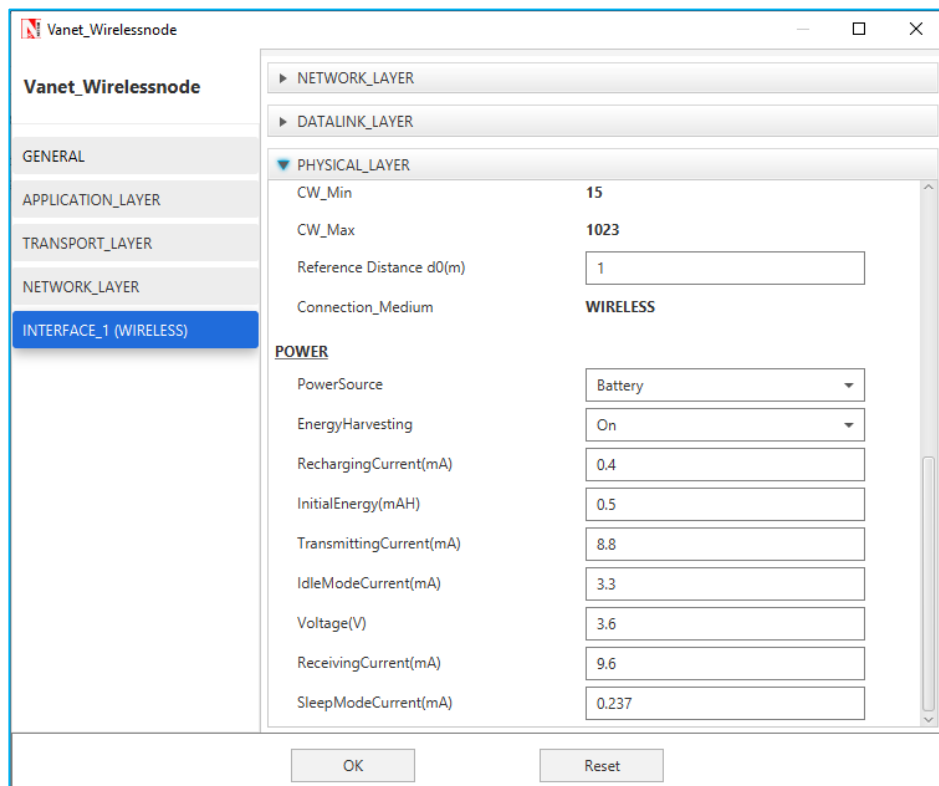 Vanet_Wirelessnode
Vanet_Wirelessnode
GENERAL
APPLICATION_LAYER
TRANSPORT_LAYER
NETWORK_LAYER
INTERFACE_1 (WIRELESS)
NETWORK_LAYER
DATALINK_LAYER
PHYSICAL_LAYER
CW_Min 15
CW_Max 1023
Reference Distance d0(m) 1
Connection_Medium WIRELESS
POWER
PowerSource Battery
EnergyHarvesting On
RechargingCurrent(mA) 0.4
InitialEnergy(mAH) 0.5
TransmittingCurrent(mA) 8.8
IdleModeCurrent(mA) 3.3
Voltage(V) 3.6
ReceivingCurrent(mA) 9.6
SleepModeCurrent(mA) 0.237
OK Reset